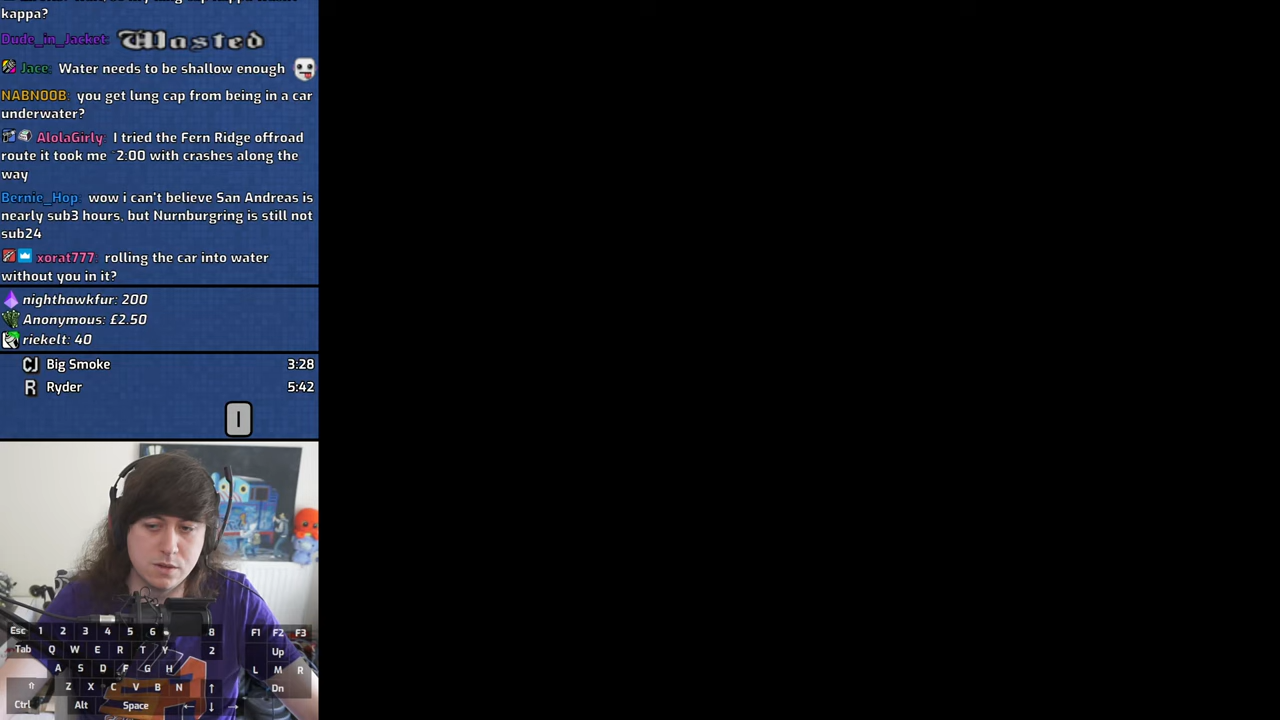 kappa?
Dude_in_Jacket: Wasted
Jace: Water needs to be shallow enough
NABNOOB: you get lung cap from being in a car
underwater?
AlolaGirly: I tried the Fern Ridge offroad
route it took me ~2:00 with crashes along the
way
Bernie_Hop: wow i can't believe San Andreas is
nearly sub3 hours, but Nurnburgring is still not
sub24
xorat777: rolling the car into water
without you in it?
nighthawkfur: 200
Anonymous: £2.50
riekelt: 40
CJ Big Smoke 3:28
R Ryder 5:42
Esc 1 2 3 4 5 6 8 F1 F2 F3
Tab Q W E R T Y 2 Up
A S D F G H L M R
⇧ Z X C V B N ↑ Dn
Ctrl Alt Space ← ↓ →